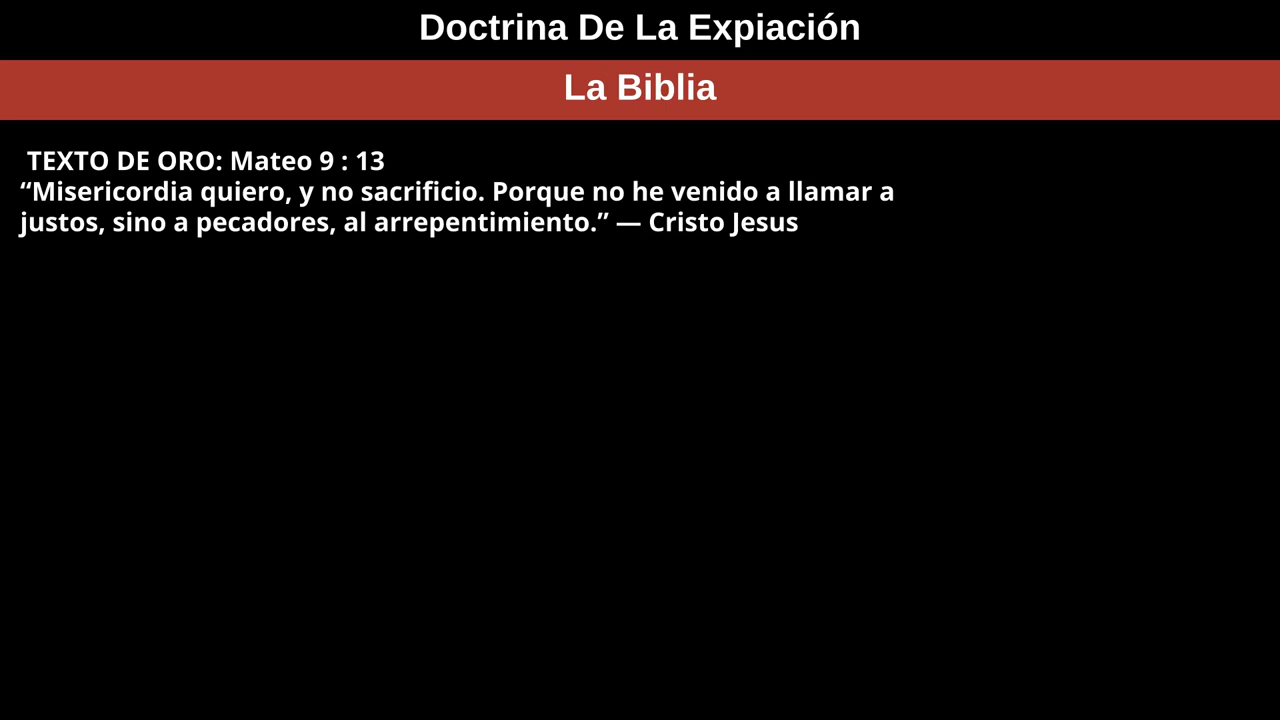 Doctrina De La Expiación
La Biblia
TEXTO DE ORO: Mateo 9 : 13
“Misericordia quiero, y no sacrificio. Porque no he venido a llamar a
justos, sino a pecadores, al arrepentimiento.” — Cristo Jesus